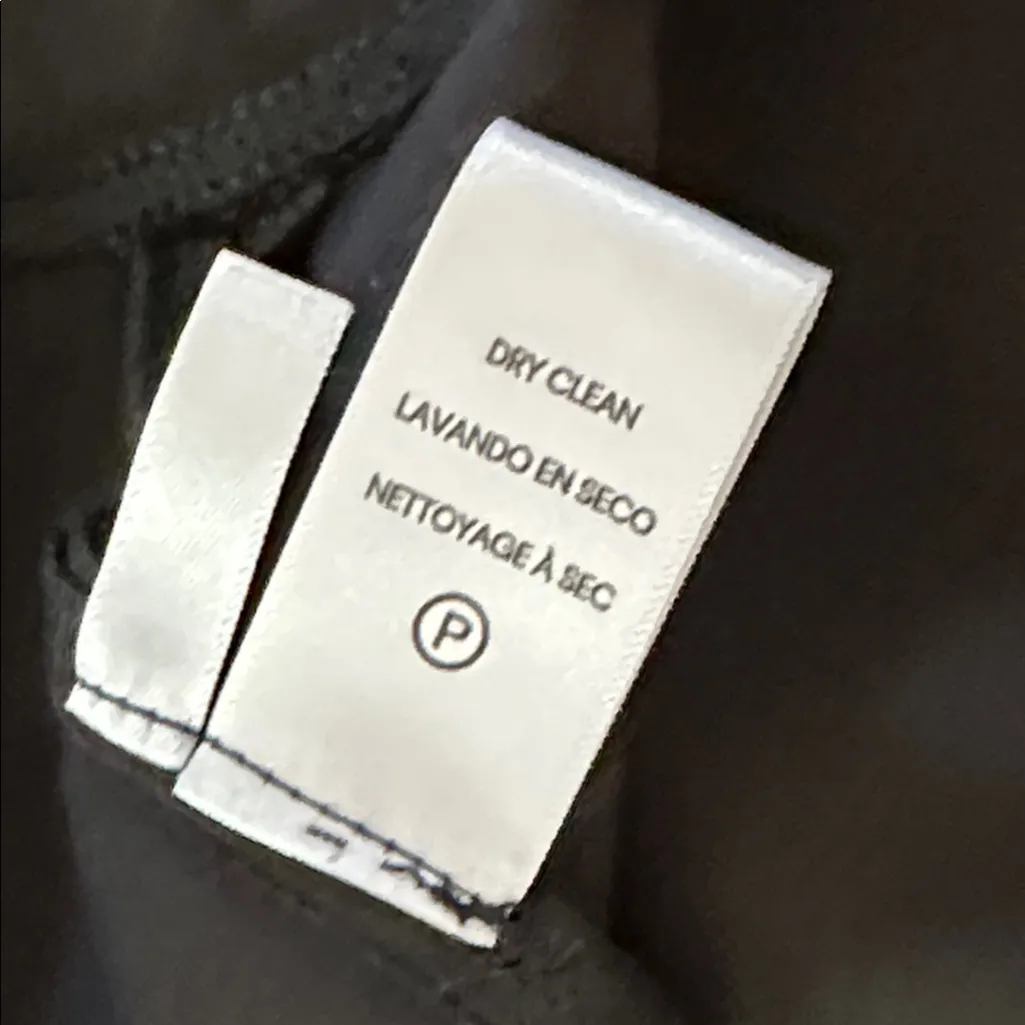 DRY CLEAN
LAVANDO EN SECO
NETTOYAGE À SEC
P